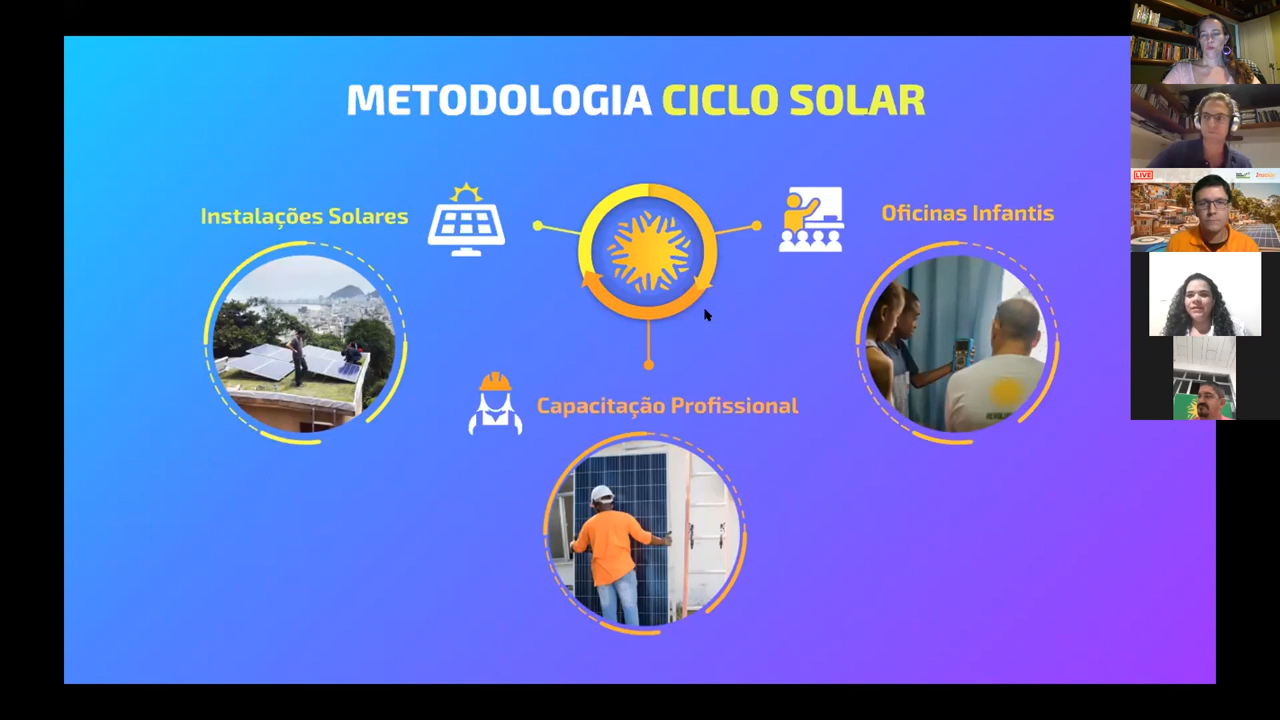 METODOLOGIA CICLO SOLAR
Instalações Solares
Oficinas Infantis
Capacitação Profissional
LIVE